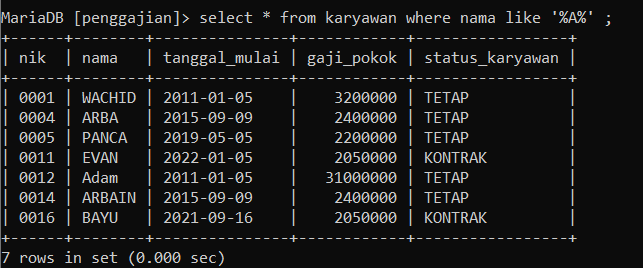 MariaDB [penggajian]> select * from karyawan where nama like '%A%' ;
+------+--------+---------------+------------+-----------------+
| nik  | nama   | tanggal_mulai | gaji_pokok | status_karyawan |
+------+--------+---------------+------------+-----------------+
| 0001 | WACHID | 2011-01-05    |    3200000 | TETAP           |
| 0004 | ARBA   | 2015-09-09    |    2400000 | TETAP           |
| 0005 | PANCA  | 2019-05-05    |    2200000 | TETAP           |
| 0011 | EVAN   | 2022-01-05    |    2050000 | KONTRAK         |
| 0012 | Adam   | 2011-01-05    |   31000000 | TETAP           |
| 0014 | ARBAIN | 2015-09-09    |    2400000 | TETAP           |
| 0016 | BAYU   | 2021-09-16    |    2050000 | KONTRAK         |
+------+--------+---------------+------------+-----------------+
7 rows in set (0.000 sec)